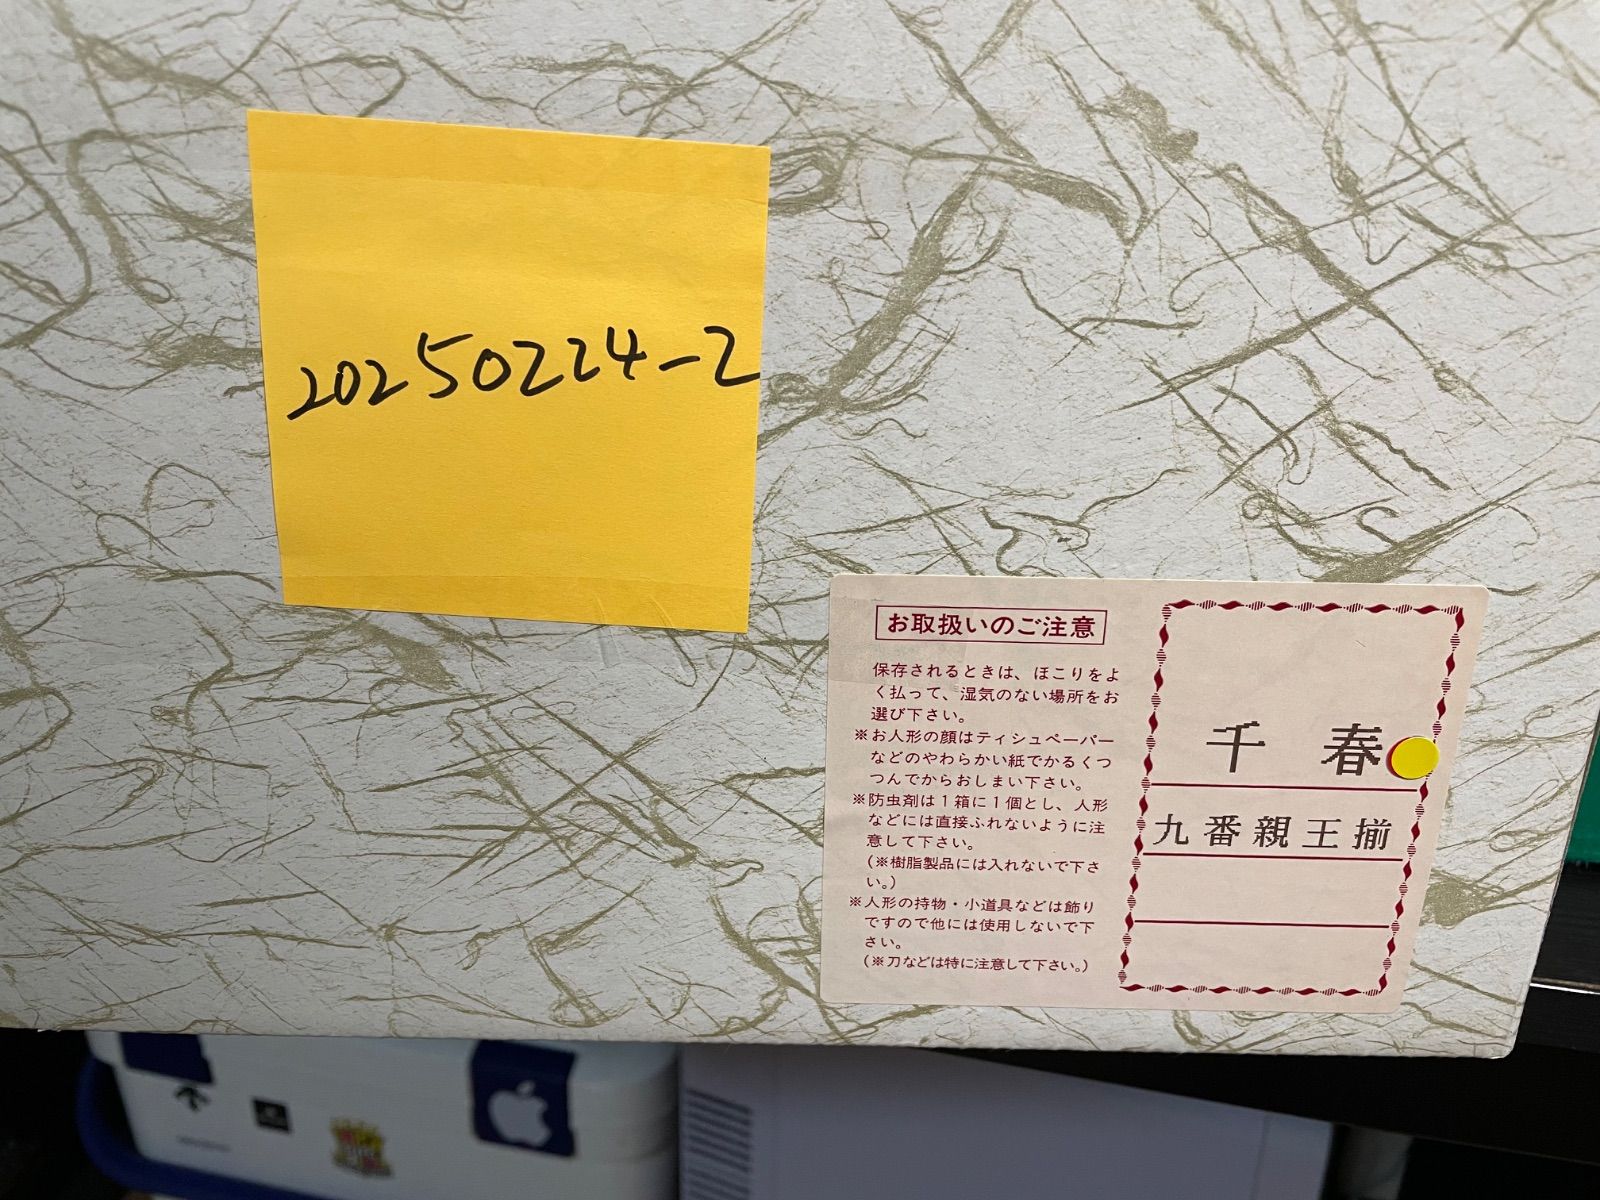 20250224-2
お取扱いのご注意
保存されるときは、ほこりをよ
く払って、湿気のない場所をお
選び下さい。
※お人形の顔はティシュペーパー
などのやわらかい紙でかるくつ
つんでからおしまい下さい。
※防虫剤は1箱に1個とし、人形
などには直接ふれないように注
意して下さい。
(※樹脂製品には入れないで下さ
い。)
※人形の持物・小道具などは飾り
ですので他には使用しないで下
さい。
(※刀などは特に注意して下さい。)
千春
九番親王揃